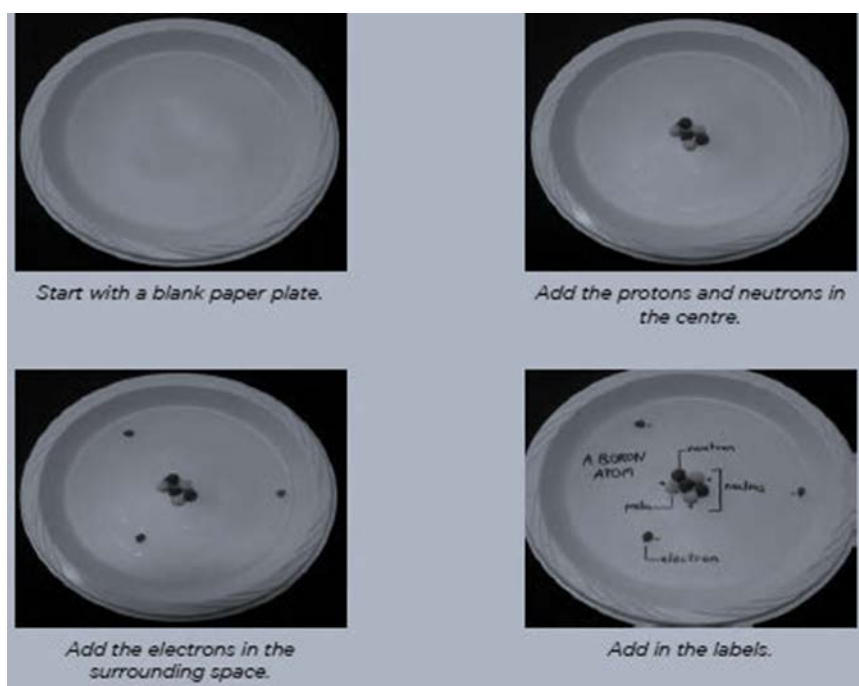 Start with a blank paper plate.
Add the protons and neutrons in
the centre.
Add the electrons in the
surrounding space.
A BORON
ATOM
neutron
electron
Add in the labels.